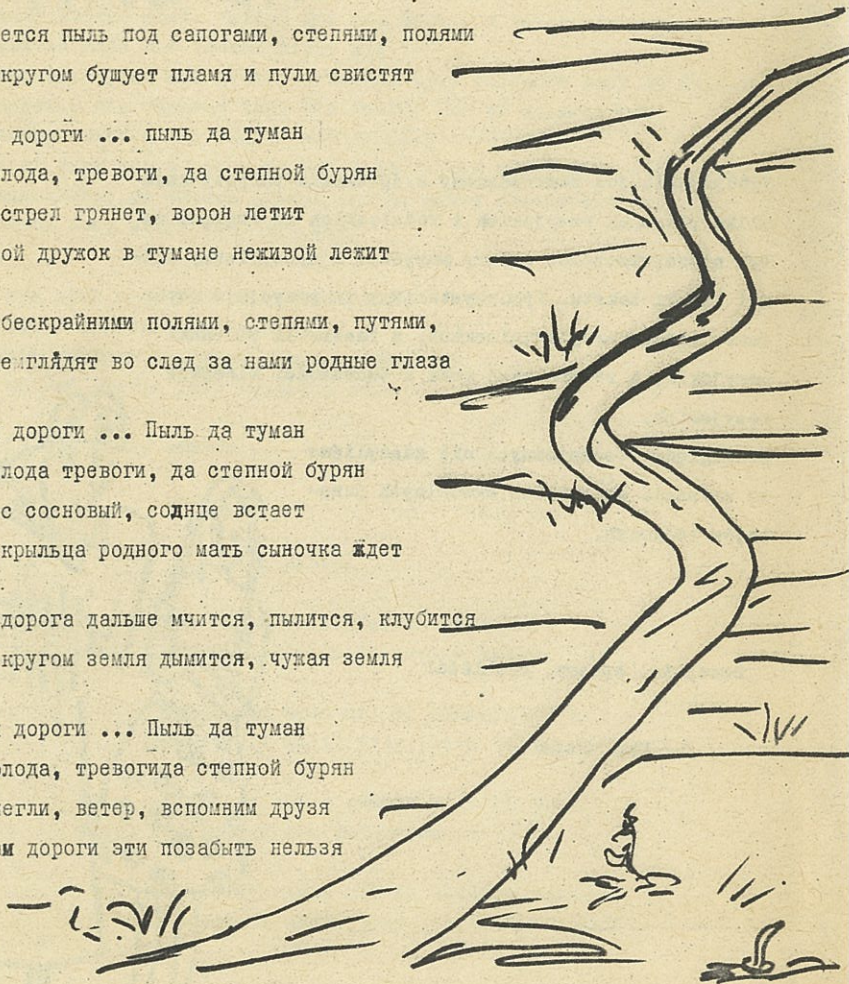 ется пыль под сапогами, степями, полями
кругом бушует пламя и пули свистят
дороги ... пыль да туман
лода, тревоги, да степной бурян
стрел грянет, ворон летит
ой дружок в тумане неживой лежит
бескрайними полями, степями, путями,
е глядят во след за нами родные глаза
дороги ... Пыль да туман
лода тревоги, да степной бурян
с сосновый, солнце встает
крыльца родного мать сыночка ждет
дорога дальше мчится, пылится, клубится
кругом земля дымится, чужая земля
дороги ... Пыль да туман
лода, тревогида степной бурян
егли, ветер, вспомним друзя
м дороги эти позабыть нельзя